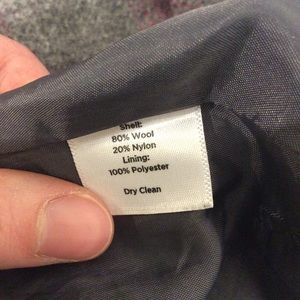 Shell:
80% Wool
20% Nylon
Lining:
100% Polyester
Dry Clean